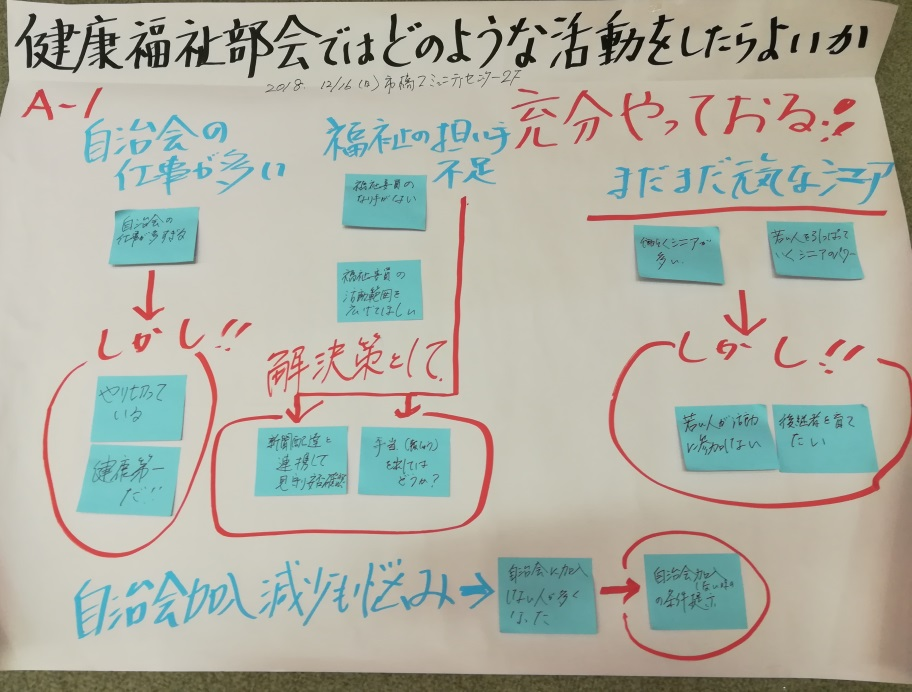 健康福祉部会ではどのような活動をしたらよいか
2018. 12/16 (日) 市橋コミュニティセンター2F
A-1
充分やっておる!!
自治会の
仕事が多い
自治会の
仕事が多すぎる
しかし!!
やり切って
いる
健康第一
だ!!
福祉の担い手
不足
福祉委員の
なり手がない
福祉委員の
活動範囲を
広げてほしい
解決策として
新聞配達と
連携して
見守り
手当
を出しては
どうか?
まだまだ元気なシニア
働くシニアが
多い
若い人を引っぱって
いくシニアのパワー
しかし!!
若い人が活動
に参加しない
後継者を育て
たい
自治会加入減少も悩み→
自治会に加入
しない人が多く
なった
自治会加入
の条件提示